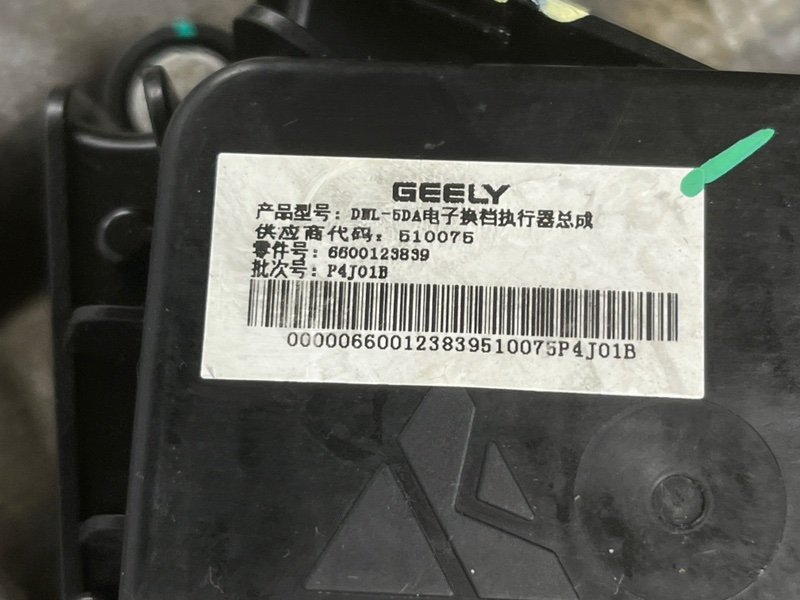 GEELY
产品型号: DWL-5DA电子换档执行器总成
供应商代码: 510075
零件号: 6600123839
批次号: P4J01B
000006600123839510075P4J01B